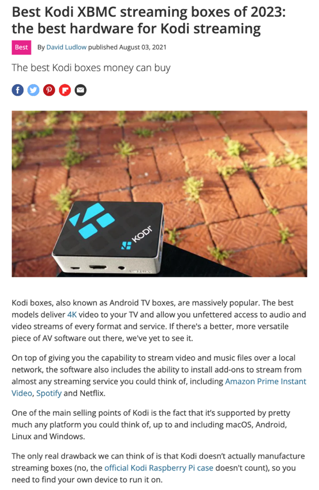 Best Kodi XBMC streaming boxes of 2023:
the best hardware for Kodi streaming
Best By David Ludlow published August 03, 2021
The best Kodi boxes money can buy
KODI
Kodi boxes, also known as Android TV boxes, are massively popular. The best
models deliver 4K video to your TV and allow you unfettered access to audio and
video streams of every format and service. If there's a better, more versatile
piece of AV software out there, we've yet to see it.
On top of giving you the capability to stream video and music files over a local
network, the software also includes the ability to install add-ons to stream from
almost any streaming service you could think of, including Amazon Prime Instant
Video, Spotify and Netflix.
One of the main selling points of Kodi is the fact that it's supported by pretty
much any platform you could think of, up to and including macOS, Android,
Linux and Windows.
The only real drawback we can think of is that Kodi doesn't actually manufacture
streaming boxes (no, the official Kodi Raspberry Pi case doesn't count), so you
need to find your own device to run it on.